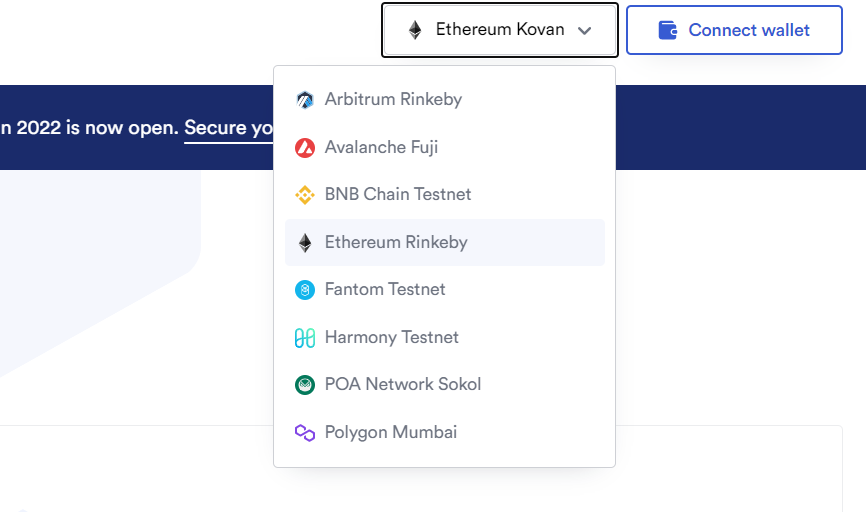 Ethereum Kovan
Connect wallet
n 2022 is now open. Secure yo
Arbitrum Rinkeby
Avalanche Fuji
BNB Chain Testnet
Ethereum Rinkeby
Fantom Testnet
Harmony Testnet
POA Network Sokol
Polygon Mumbai